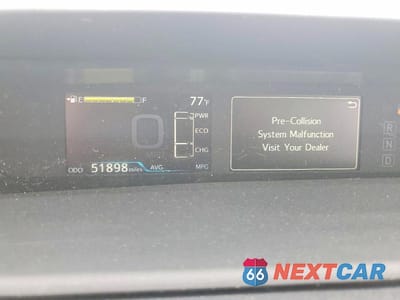 E F 77°F
PWR
ECO
CHG
ODO 51898 miles AVG MPG
Pre-Collision
System Malfunction
Visit Your Dealer
R
N
D
66 NEXTCAR